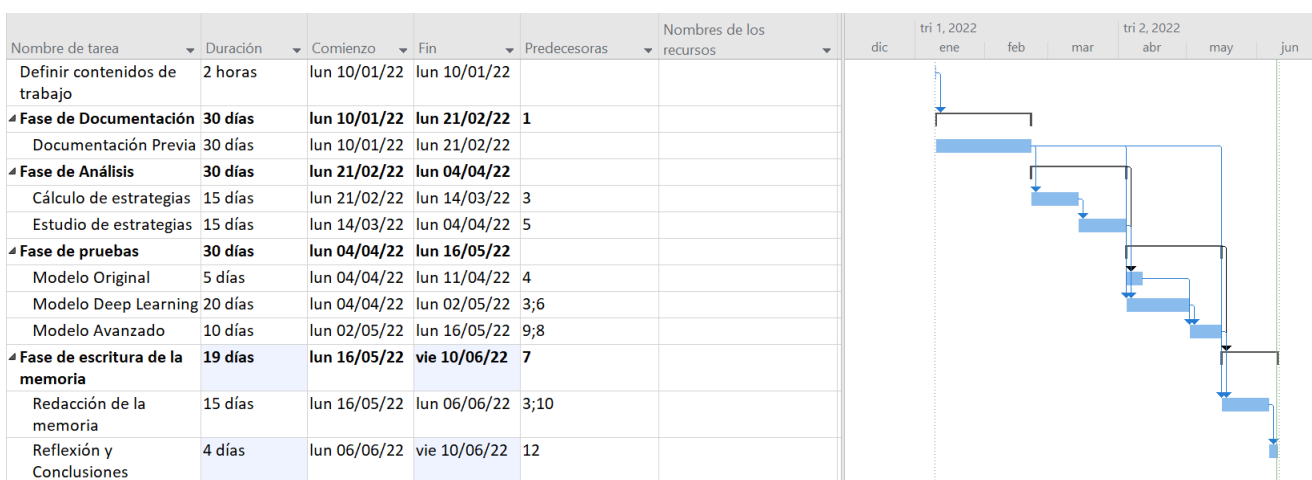 Nombre de tarea Duración Comienzo Fin Predecesoras Nombres de los recursos
tri 1, 2022 tri 2, 2022
dic ene feb mar abr may jun
Definir contenidos de trabajo 2 horas lun 10/01/22 lun 10/01/22
Fase de Documentación 30 días lun 10/01/22 lun 21/02/22 1
Documentación Previa 30 días lun 10/01/22 lun 21/02/22
Fase de Análisis 30 días lun 21/02/22 lun 04/04/22
Cálculo de estrategias 15 días lun 21/02/22 lun 14/03/22 3
Estudio de estrategias 15 días lun 14/03/22 lun 04/04/22 5
Fase de pruebas 30 días lun 04/04/22 lun 16/05/22
Modelo Original 5 días lun 04/04/22 lun 11/04/22 4
Modelo Deep Learning 20 días lun 04/04/22 lun 02/05/22 3;6
Modelo Avanzado 10 días lun 02/05/22 lun 16/05/22 9;8
Fase de escritura de la memoria 19 días lun 16/05/22 vie 10/06/22 7
Redacción de la memoria 15 días lun 16/05/22 lun 06/06/22 3;10
Reflexión y Conclusiones 4 días lun 06/06/22 vie 10/06/22 12